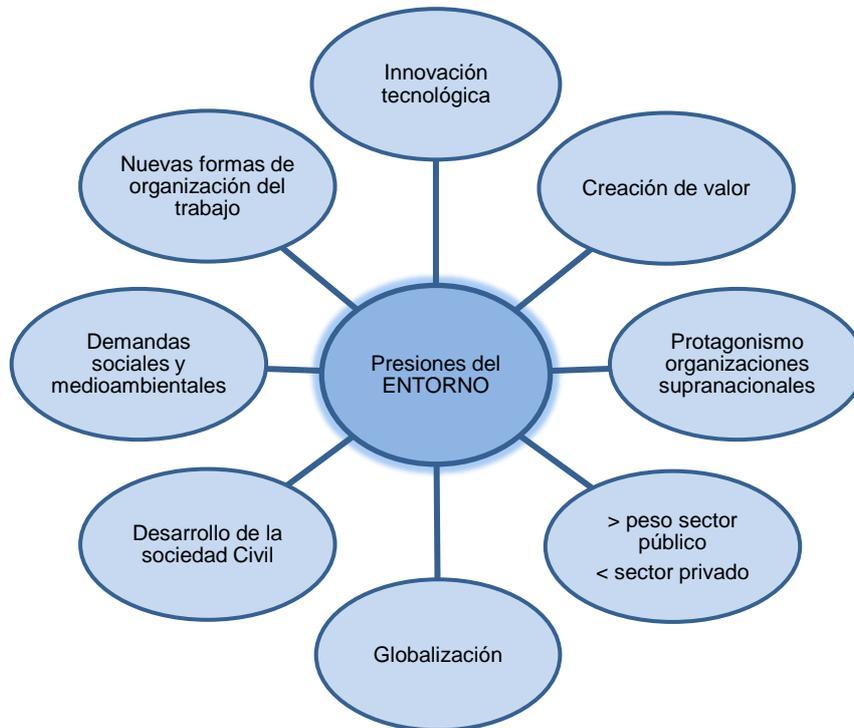 Innovación
tecnológica
Creación de valor
Protagonismo
organizaciones
supranacionales
> peso sector
público
< sector privado
Globalización
Desarrollo de la
sociedad Civil
Demandas
sociales y
medioambientales
Nuevas formas de
organización del
trabajo
Presiones del
ENTORNO